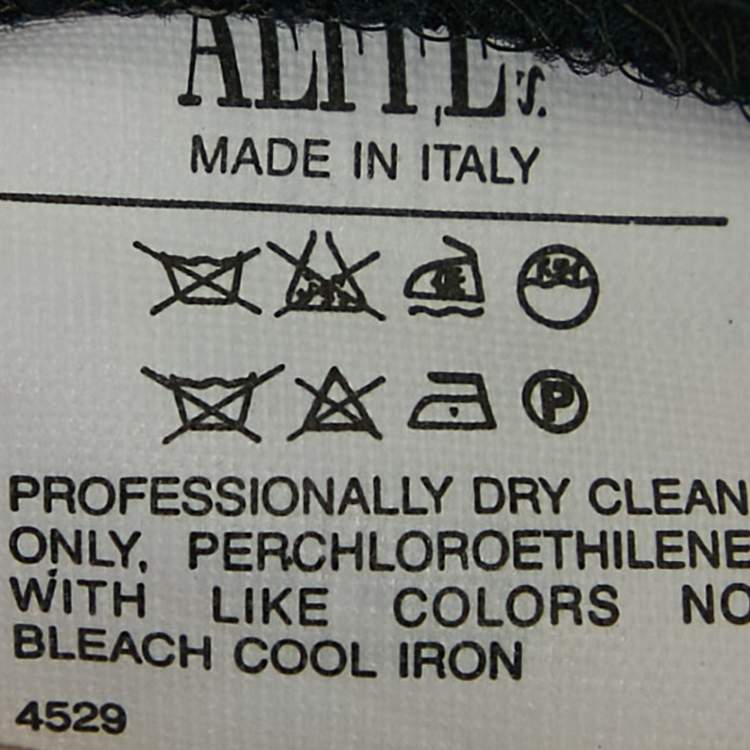 MADE IN ITALY
P
PROFESSIONALLY DRY CLEAN
ONLY, PERCHLOROETHILENE
WITH LIKE COLORS NO
BLEACH COOL IRON
4529